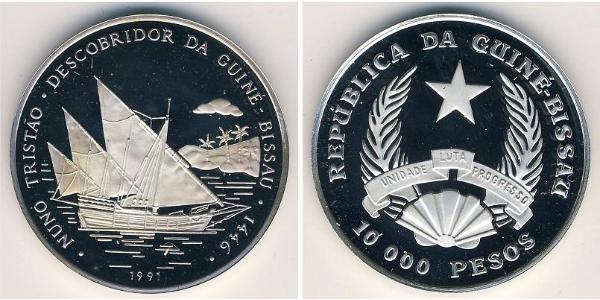 NUNO TRISTÃO · DESCOBRIDOR DA GUINÉ-BISSAU · 1446 ·
1991
REPÚBLICA DA GUINÉ-BISSAU
UNIDADE LUTA PROGRESSO
10 000 PESOS